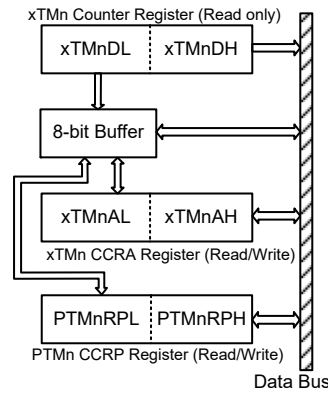 xTMn Counter Register (Read only)
xTMnDL xTMnDH
8-bit Buffer
xTMnAL xTMnAH
xTMn CCRA Register (Read/Write)
PTMnRPL PTMnRPH
PTMn CCRP Register (Read/Write)
Data Bus